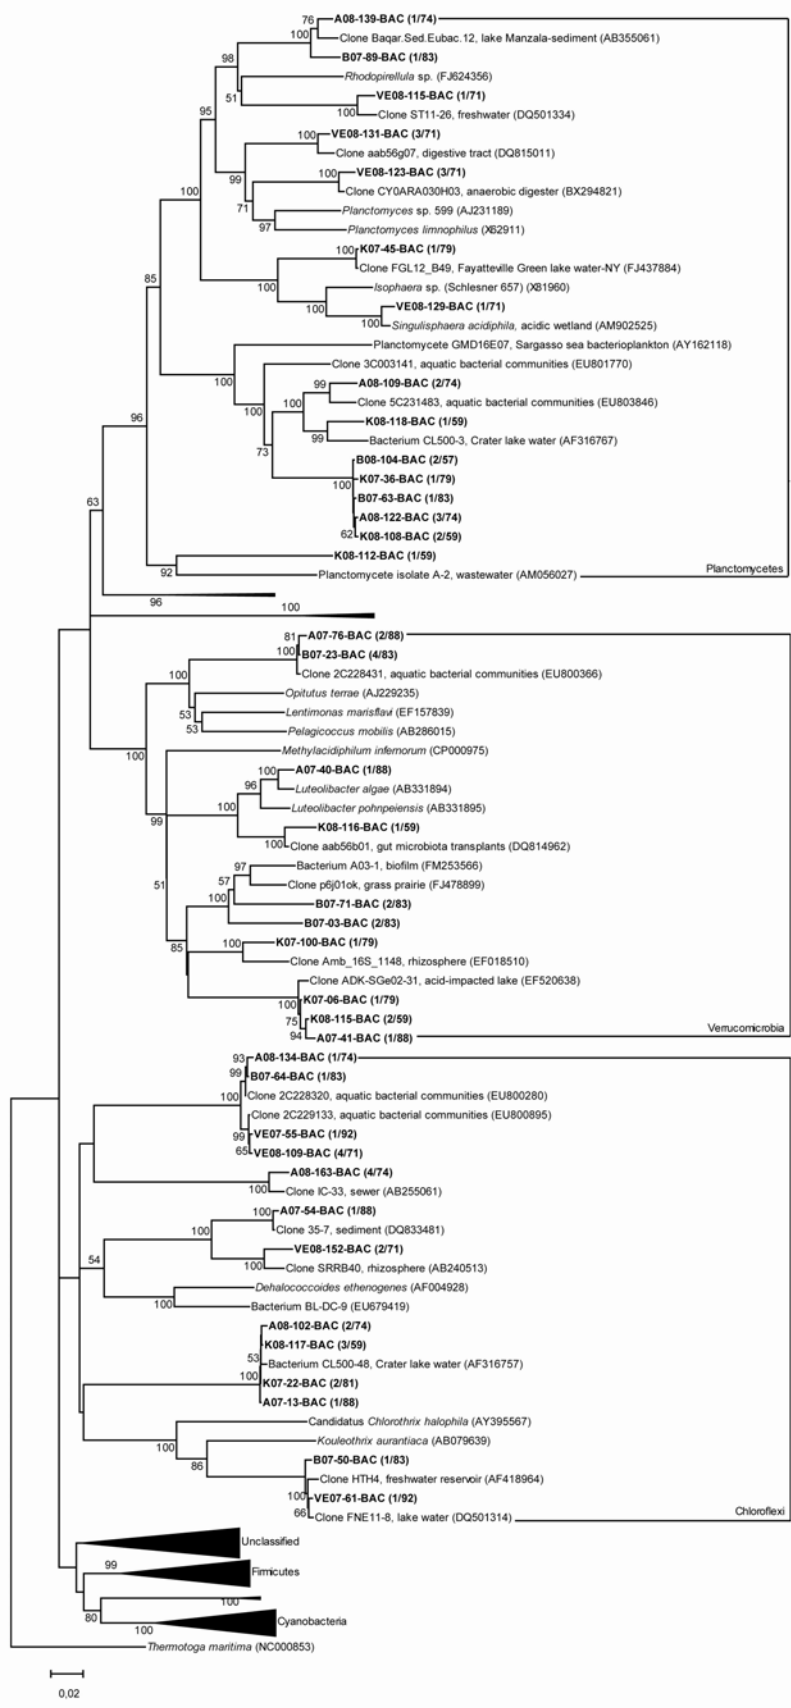 76
A08-139-BAC (1/74)
100
Clone Baqar.Sed.Eubac.12, lake Manzala-sediment (AB355061)
98
B07-89-BAC (1/83)
Rhodopirellula sp. (FJ624356)
51
VE08-115-BAC (1/71)
95
100
Clone ST11-26, freshwater (DQ501334)
100
VE08-131-BAC (3/71)
Clone aab56g07, digestive tract (DQ815011)
99
100
VE08-123-BAC (3/71)
Clone CY0ARA030H03, anaerobic digester (BX294821)
100
71
Planctomyces sp. 599 (AJ231189)
97
Planctomyces limnophilus (X62911)
100
K07-45-BAC (1/79)
Clone FGL12_B49, Fayatteville Green lake water-NY (FJ437884)
85
100
Isophaera sp. (Schlesner 657) (X81960)
100
VE08-129-BAC (1/71)
100
Singulisphaera acidiphila, acidic wetland (AM902525)
Planctomycete GMD16E07, Sargasso sea bacterioplankton (AY162118)
100
Clone 3C003141, aquatic bacterial communities (EU801770)
99
A08-109-BAC (2/74)
100
100
Clone 5C231483, aquatic bacterial communities (EU803846)
96
K08-118-BAC (1/59)
99
Bacterium CL500-3, Crater lake water (AF316767)
73
B08-104-BAC (2/57)
100
K07-36-BAC (1/79)
B07-63-BAC (1/83)
63
A08-122-BAC (3/74)
62
K08-108-BAC (2/59)
K08-112-BAC (1/59)
92
Planctomycete isolate A-2, wastewater (AM056027)
Planctomycetes
96
100
81
A07-76-BAC (2/88)
100
B07-23-BAC (4/83)
100
Clone 2C228431, aquatic bacterial communities (EU800366)
Opitutus terrae (AJ229235)
53
Lentimonas marisflavi (EF157839)
53
Pelagicoccus mobilis (AB286015)
100
Methylacidiphilum infernorum (CP000975)
100
A07-40-BAC (1/88)
96
Luteolibacter algae (AB331894)
100
Luteolibacter pohnpeiensis (AB331895)
99
K08-116-BAC (1/59)
100
Clone aab56b01, gut microbiota transplants (DQ814962)
97
Bacterium A03-1, biofilm (FM253566)
51
57
Clone p6j01ok, grass prairie (FJ478899)
100
B07-71-BAC (2/83)
B07-03-BAC (2/83)
85
100
K07-100-BAC (1/79)
Clone Amb_16S_1148, rhizosphere (EF018510)
Clone ADK-SGe02-31, acid-impacted lake (EF520638)
100
K07-06-BAC (1/79)
75
K08-115-BAC (2/59)
94
A07-41-BAC (1/88)
Verrucomicrobia
93
A08-134-BAC (1/74)
99
B07-64-BAC (1/83)
100
Clone 2C228320, aquatic bacterial communities (EU800280)
Clone 2C229133, aquatic bacterial communities (EU800895)
99
VE07-55-BAC (1/92)
65
VE08-109-BAC (4/71)
A08-163-BAC (4/74)
100
Clone IC-33, sewer (AB255061)
100
A07-54-BAC (1/88)
100
Clone 35-7, sediment (DQ833481)
54
VE08-152-BAC (2/71)
100
Clone SRRB40, rhizosphere (AB240513)
Dehalococcoides ethenogenes (AF004928)
100
Bacterium BL-DC-9 (EU679419)
A08-102-BAC (2/74)
K08-117-BAC (3/59)
53
Bacterium CL500-48, Crater lake water (AF316757)
100
K07-22-BAC (2/81)
A07-13-BAC (1/88)
Candidatus Chlorothrix halophila (AY395567)
100
Kouleothrix aurantiaca (AB079639)
86
B07-50-BAC (1/83)
Clone HTH4, freshwater reservoir (AF418964)
100
VE07-61-BAC (1/92)
66
Clone FNE11-8, lake water (DQ501314)
Chloroflexi
Unclassified
99
Firmicutes
100
80
100
Cyanobacteria
Thermotoga maritima (NC000853)
0,02